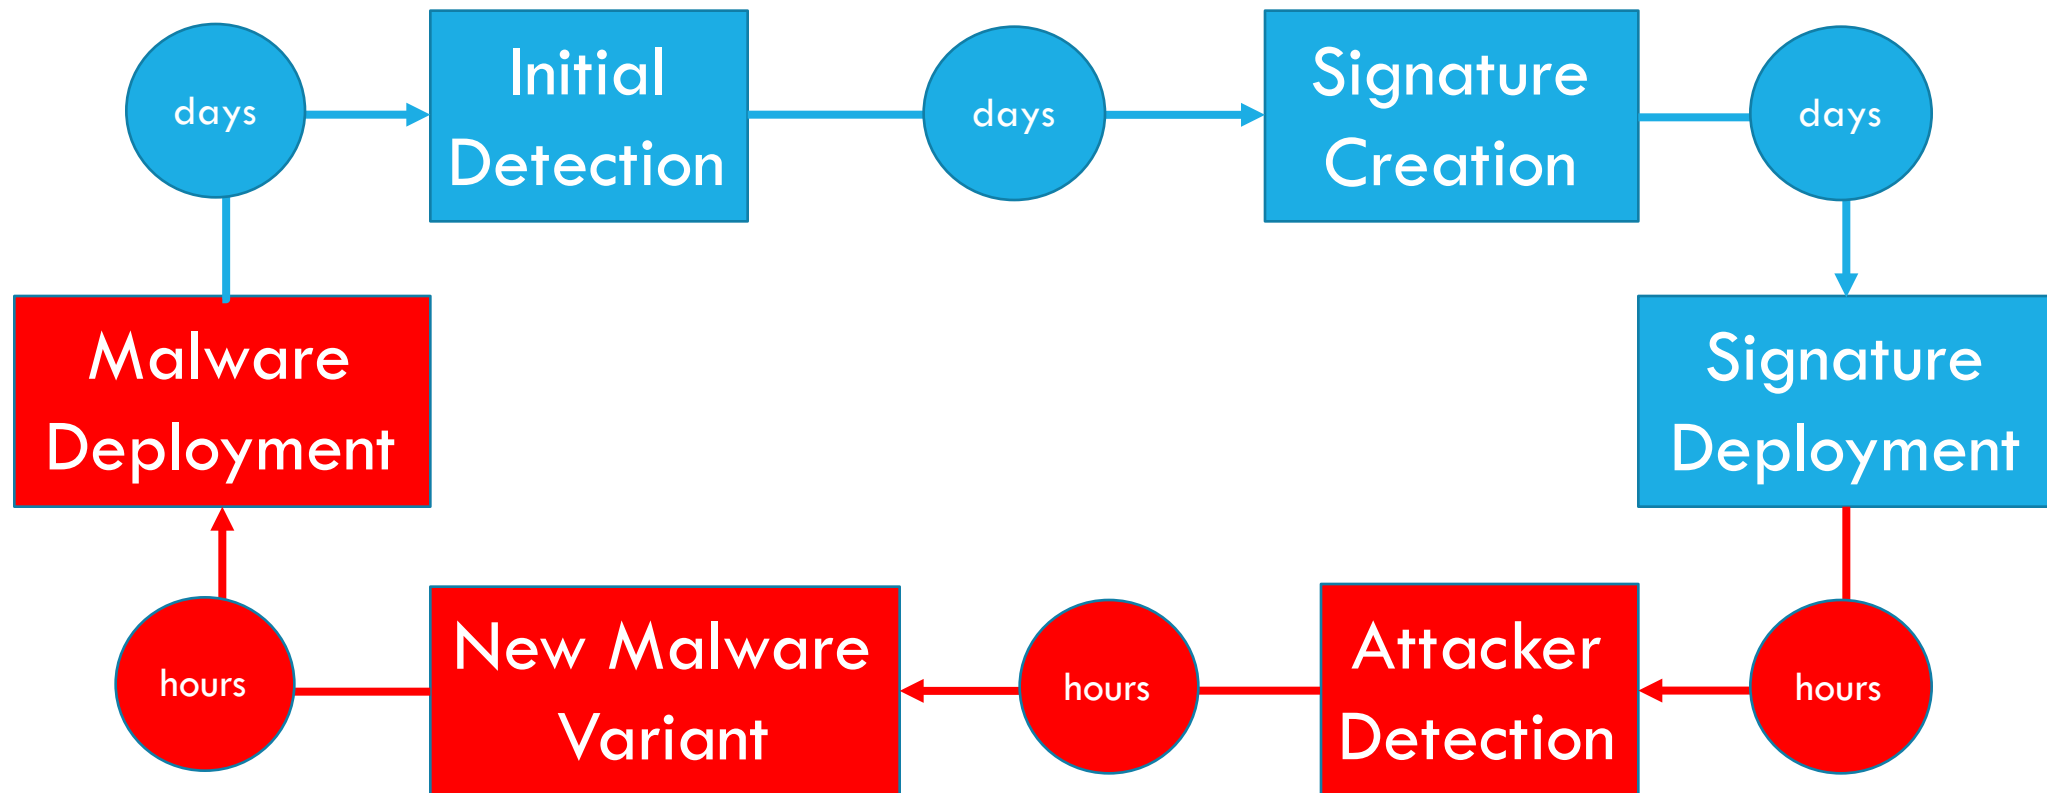 days
Initial
Detection
days
Signature
Creation
days
Malware
Deployment
Signature
Deployment
hours
New Malware
Variant
hours
Attacker
Detection
hours